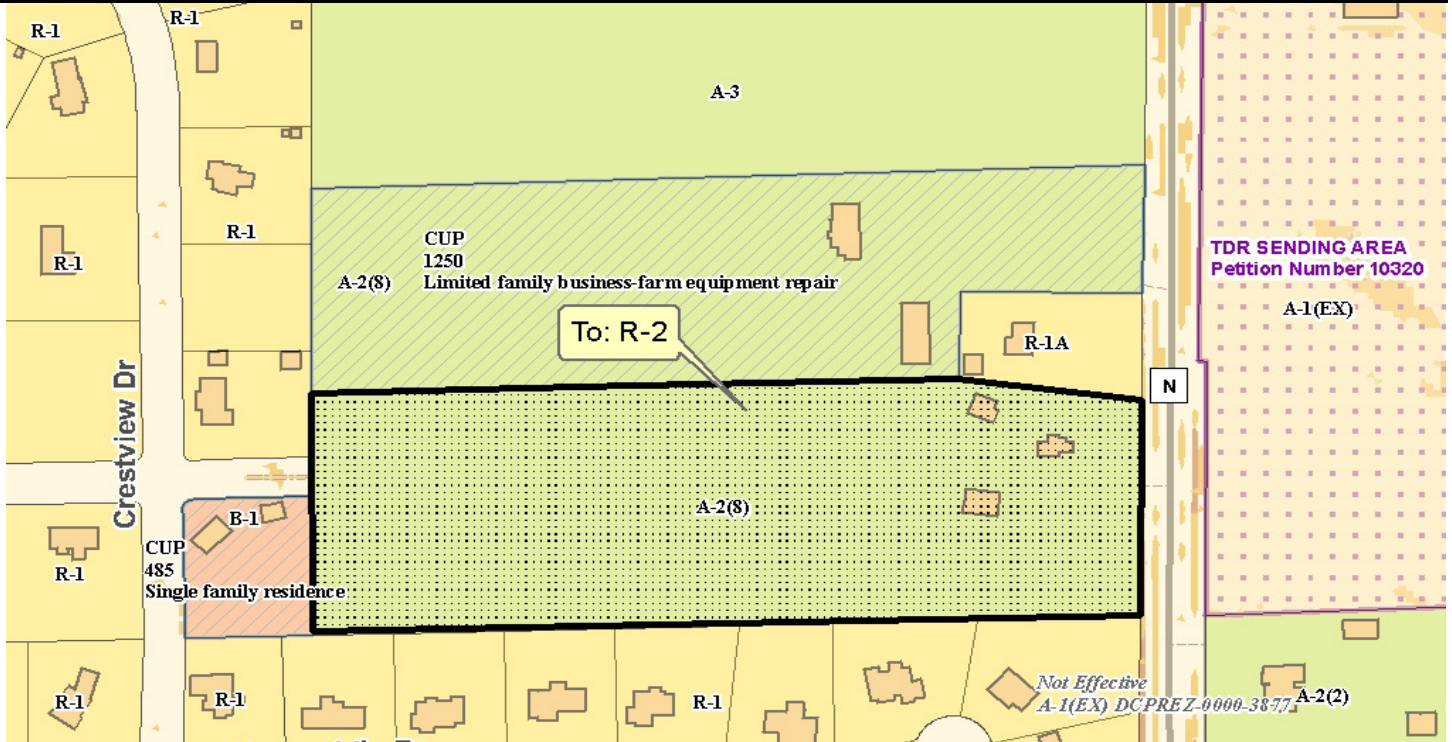 R-1
R-1
A-3
R-1
R-1
CUP
1250
A-2(8)
Limited family business-farm equipment repair
TDR SENDING AREA
Petition Number 10320
A-1(EX)
To: R-2
R-1A
N
Crestview Dr
A-2(8)
B-1
CUP
485
Single family residence
R-1
R-1
R-1
R-1
Not Effective
A-1(EX) DCPREZ-0000-3877
A-2(2)